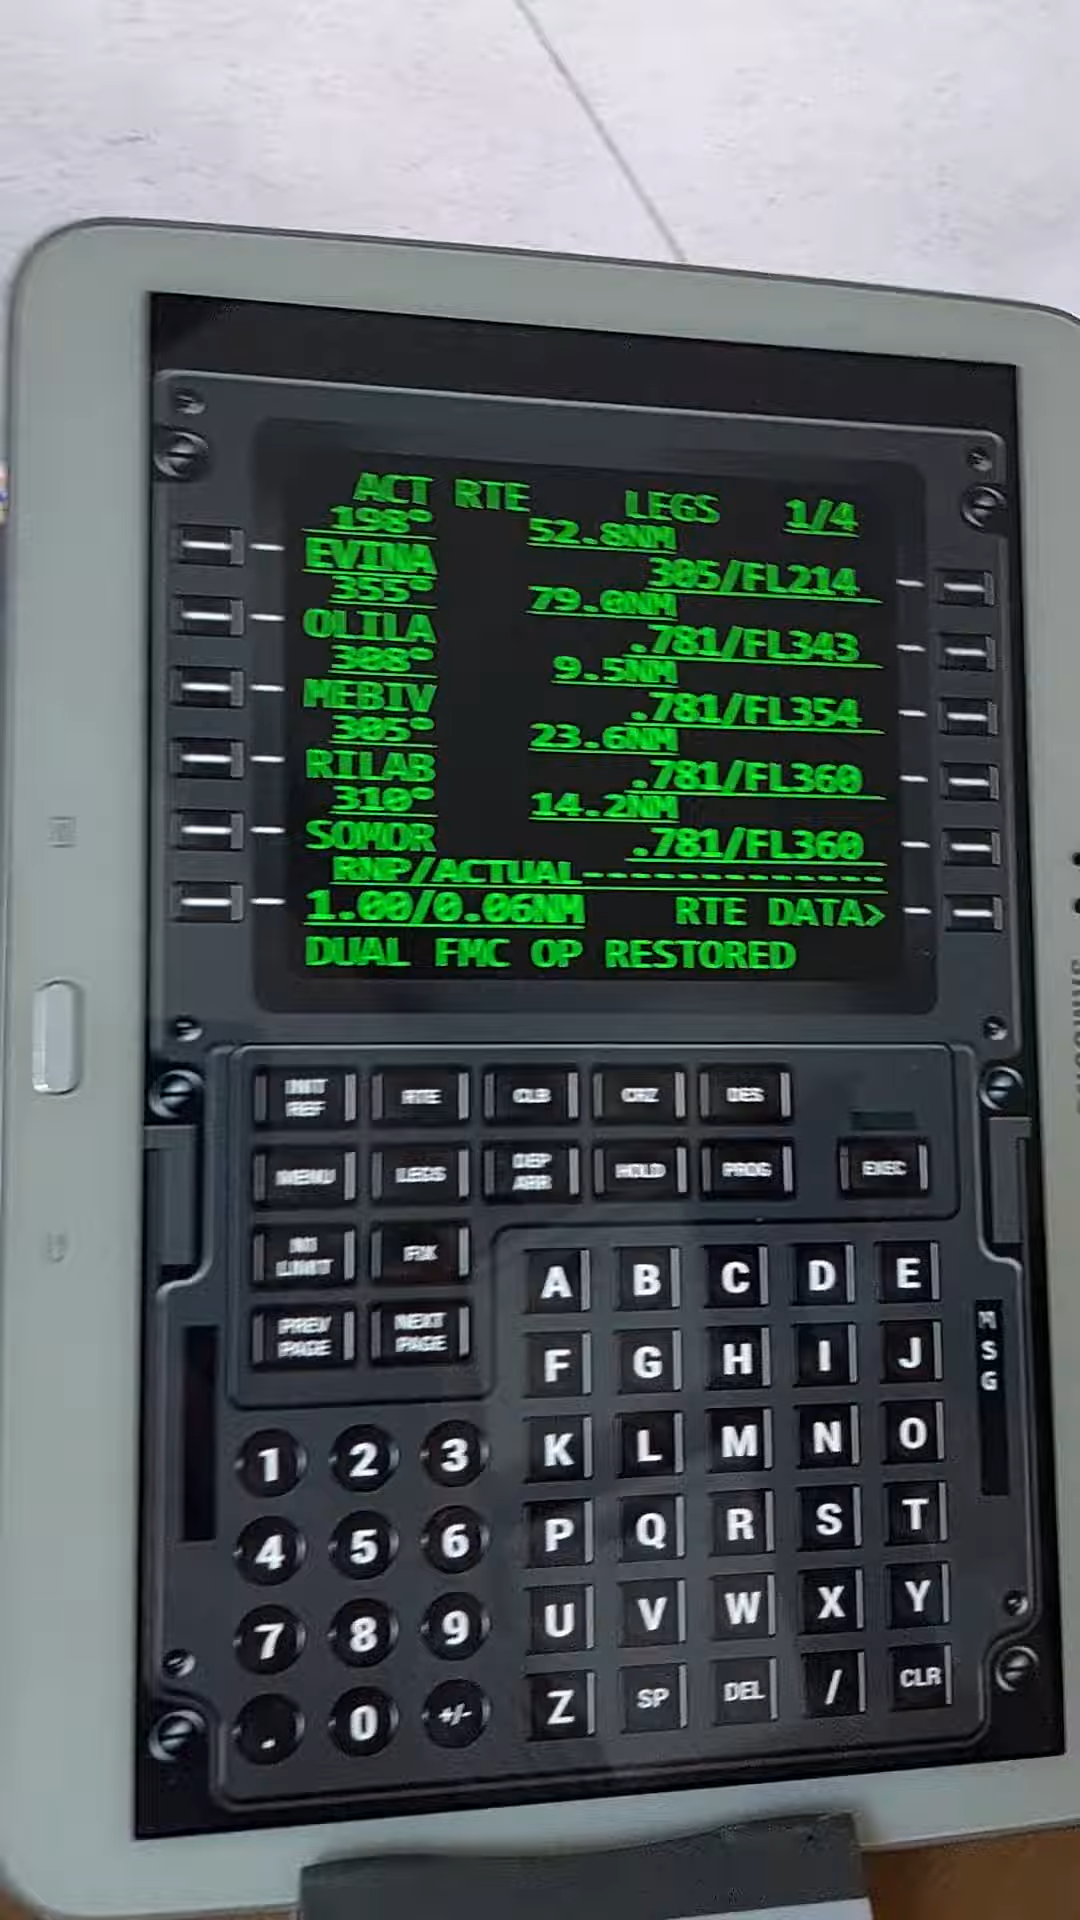 ACT RTE LEGS 1/4
198° 52.8NM
EVINA 305/FL214
355° 79.0NM
OLILA .781/FL343
308° 9.5NM
MEBIV .781/FL354
305° 23.6NM
RILAB .781/FL360
310° 14.2NM
SOMOR .781/FL360
RNP/ACTUAL-------------
1.00/0.06NM RTE DATA>
DUAL FMC OP RESTORED
INIT REF RTE CLB CRZ DES
MENU LEGS DEP ARR HOLD PROG EXEC
N1 LIMIT FIX
PREV PAGE NEXT PAGE
A B C D E
F G H I J
K L M N O
P Q R S T
U V W X Y
Z SP DEL / CLR
1 2 3
4 5 6
7 8 9
. 0 +/-
MSG
SAMSUNG